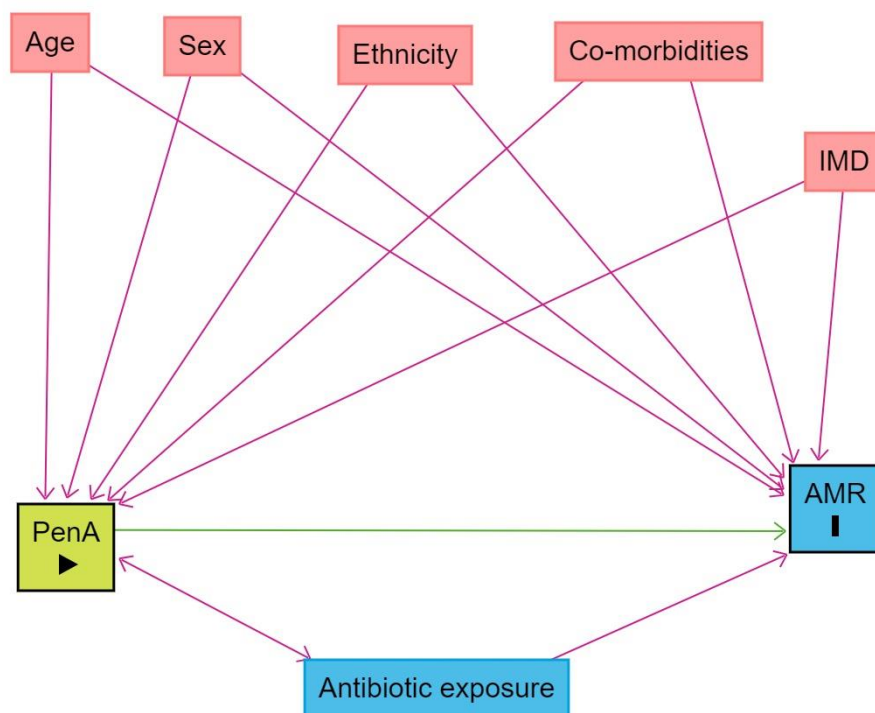 Age
Sex
Ethnicity
Co-morbidities
IMD
AMR
PenA
Antibiotic exposure